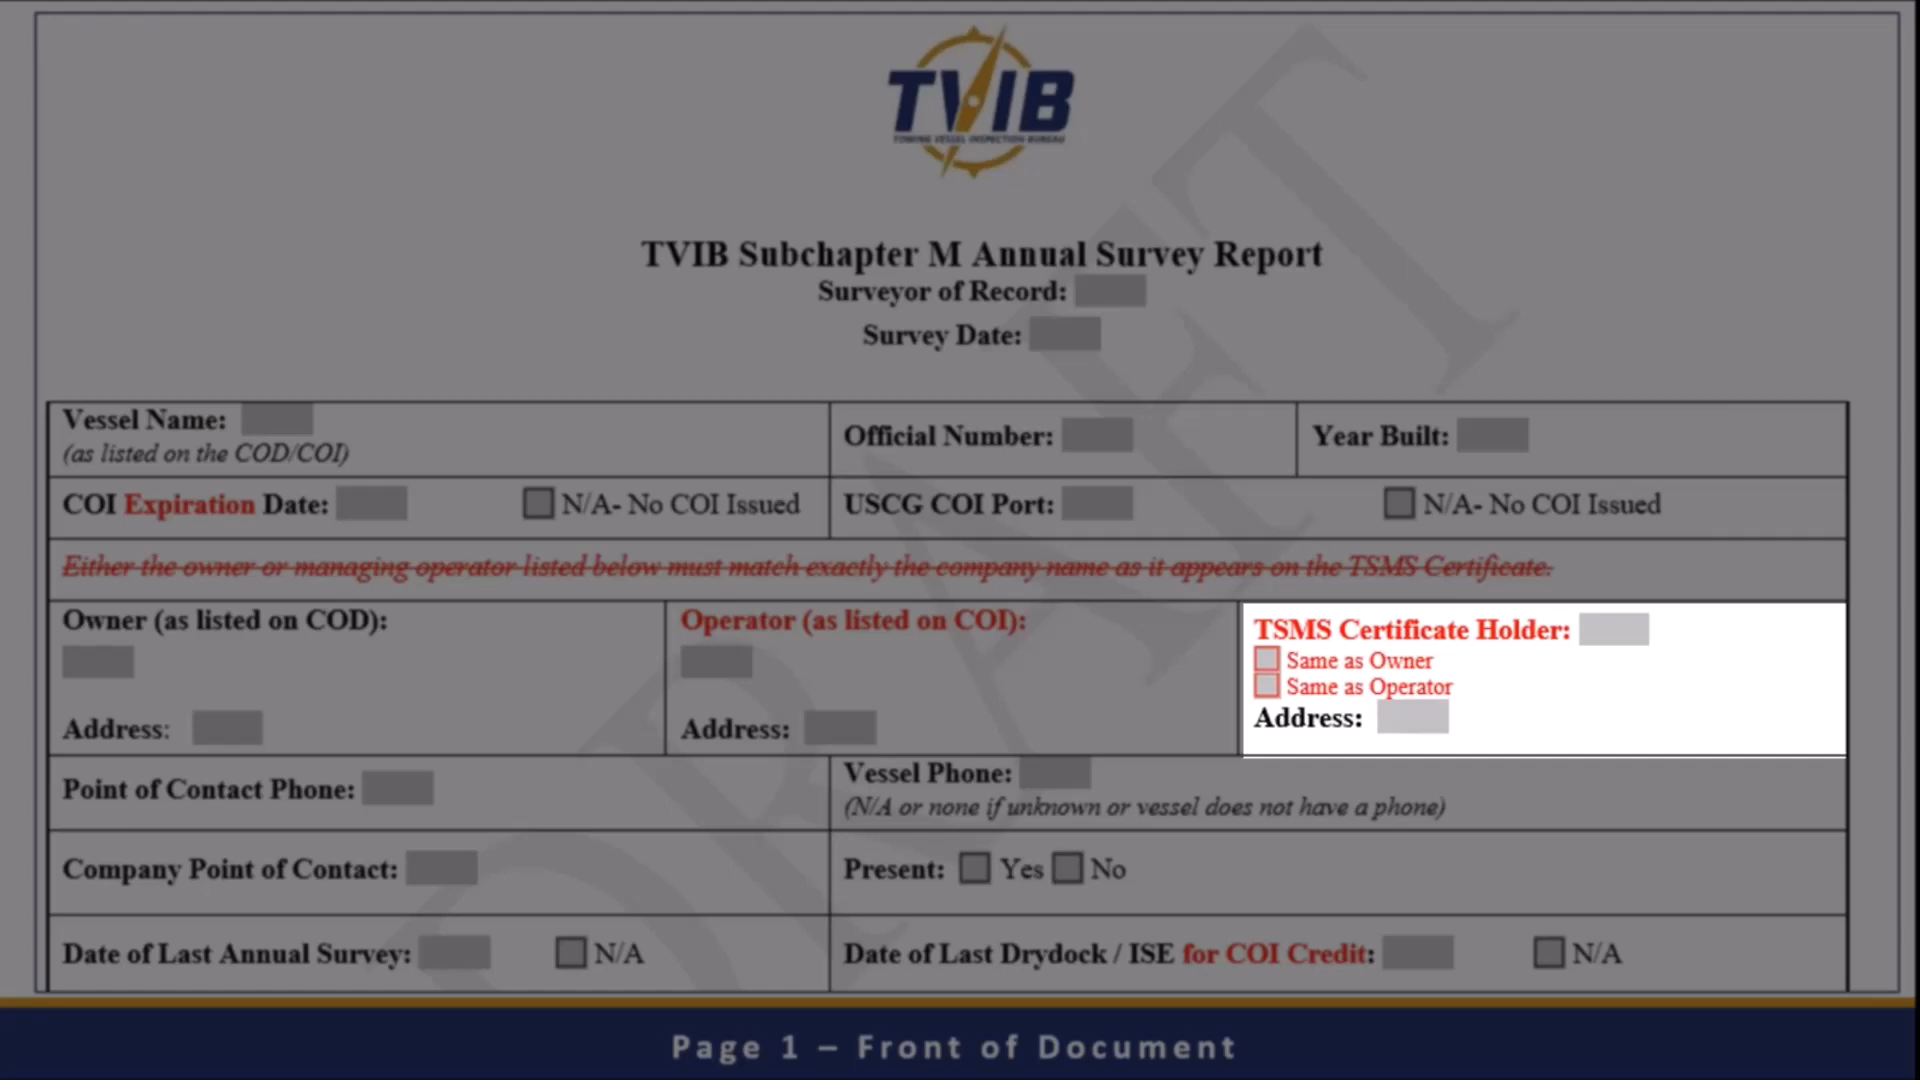 TVIB
TOWING VESSEL INSPECTION BUREAU
TVIB Subchapter M Annual Survey Report
Surveyor of Record:
Survey Date:
Vessel Name:
(as listed on the COD/COI)
Official Number:
Year Built:
COI Expiration Date:
N/A- No COI Issued
USCG COI Port:
N/A- No COI Issued
Either the owner or managing operator listed below must match exactly the company name as it appears on the TSMS Certificate.
Owner (as listed on COD):
Address:
Operator (as listed on COI):
Address:
TSMS Certificate Holder:
Same as Owner
Same as Operator
Address:
Point of Contact Phone:
Vessel Phone:
(N/A or none if unknown or vessel does not have a phone)
Company Point of Contact:
Present: Yes No
Date of Last Annual Survey:
N/A
Date of Last Drydock / ISE for COI Credit:
N/A
DRAFT
Page 1 – Front of Document